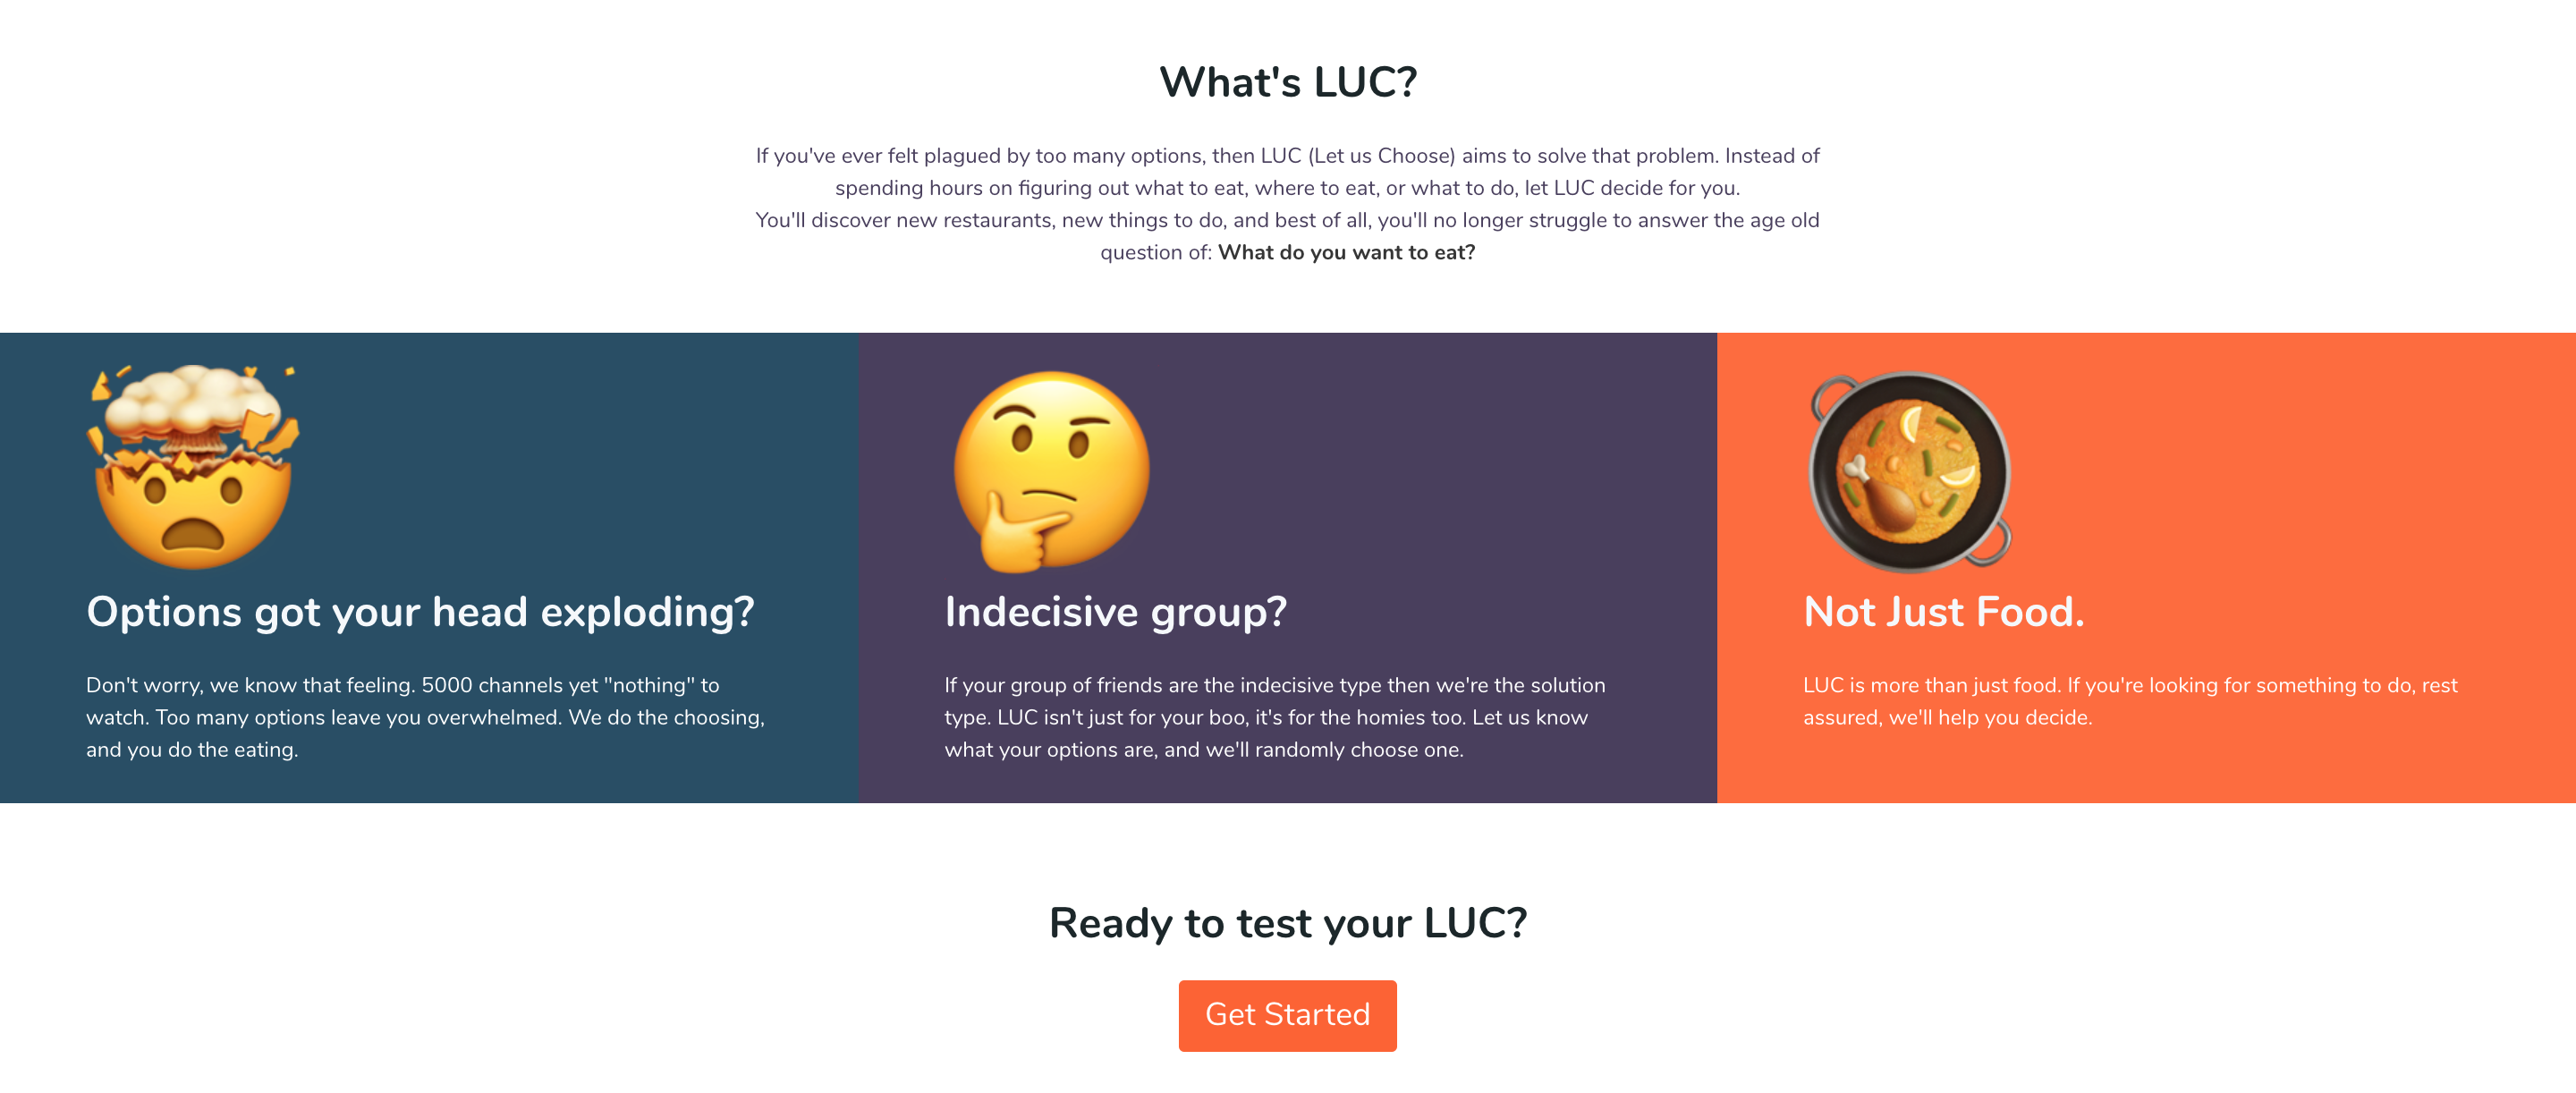 What's LUC?
If you've ever felt plagued by too many options, then LUC (Let us Choose) aims to solve that problem. Instead of
spending hours on figuring out what to eat, where to eat, or what to do, let LUC decide for you.
You'll discover new restaurants, new things to do, and best of all, you'll no longer struggle to answer the age old
question of: What do you want to eat?
Options got your head exploding?
Don't worry, we know that feeling. 5000 channels yet "nothing" to
watch. Too many options leave you overwhelmed. We do the choosing,
and you do the eating.
Indecisive group?
If your group of friends are the indecisive type then we're the solution
type. LUC isn't just for your boo, it's for the homies too. Let us know
what your options are, and we'll randomly choose one.
Not Just Food.
LUC is more than just food. If you're looking for something to do, rest
assured, we'll help you decide.
Ready to test your LUC?
Get Started